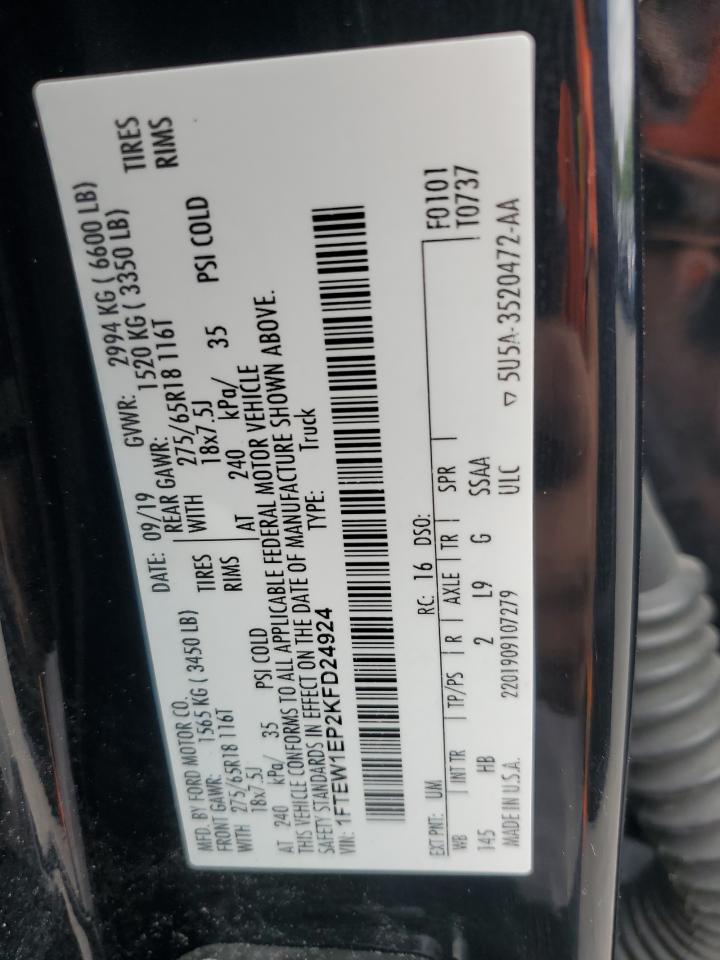 MFD. BY FORD MOTOR CO. DATE: 09/19 GVWR: 2994 KG ( 6600 LB)
FRONT GAWR: 1565 KG ( 3450 LB) REAR GAWR: 1520 KG ( 3350 LB)
WITH 275/65R18 116T TIRES WITH 275/65R18 116T TIRES
18x7.5J RIMS 18x7.5J RIMS
AT 240 kPa/ 35 PSI COLD AT 240 kPa/ 35 PSI COLD
THIS VEHICLE CONFORMS TO ALL APPLICABLE FEDERAL MOTOR VEHICLE
SAFETY STANDARDS IN EFFECT ON THE DATE OF MANUFACTURE SHOWN ABOVE.
VIN: 1FTEW1EP2KFD24924 TYPE: Truck
F0101
EXT PNT: UM RC: 16 DSO: T0737
WB INT TR TP/PS R AXLE TR SPR
145 HB 2 L9 G SSAA
MADE IN U.S.A. 2201909107279 ULC ▽ 5U5A-3520472-AA